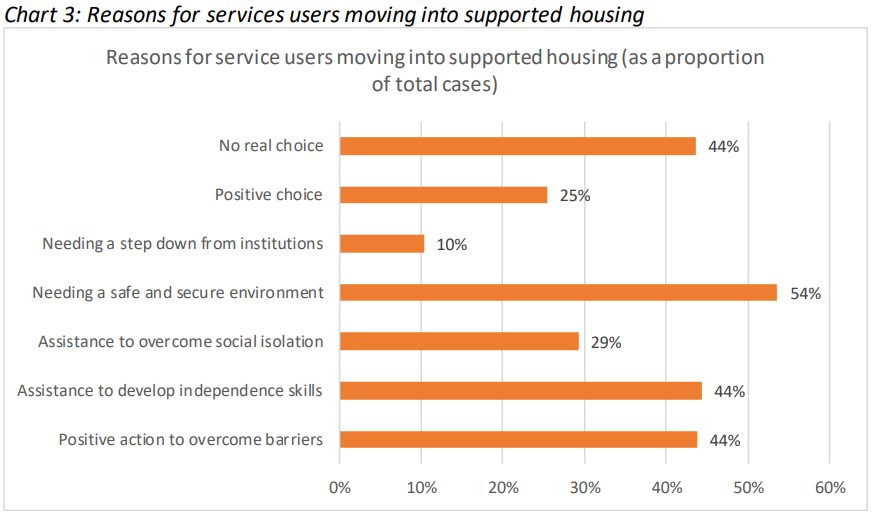 Chart 3: Reasons for services users moving into supported housing
Reasons for service users moving into supported housing (as a proportion
of total cases)
No real choice 44%
Positive choice 25%
Needing a step down from institutions 10%
Needing a safe and secure environment 54%
Assistance to overcome social isolation 29%
Assistance to develop independence skills 44%
Positive action to overcome barriers 44%
0% 10% 20% 30% 40% 50% 60%